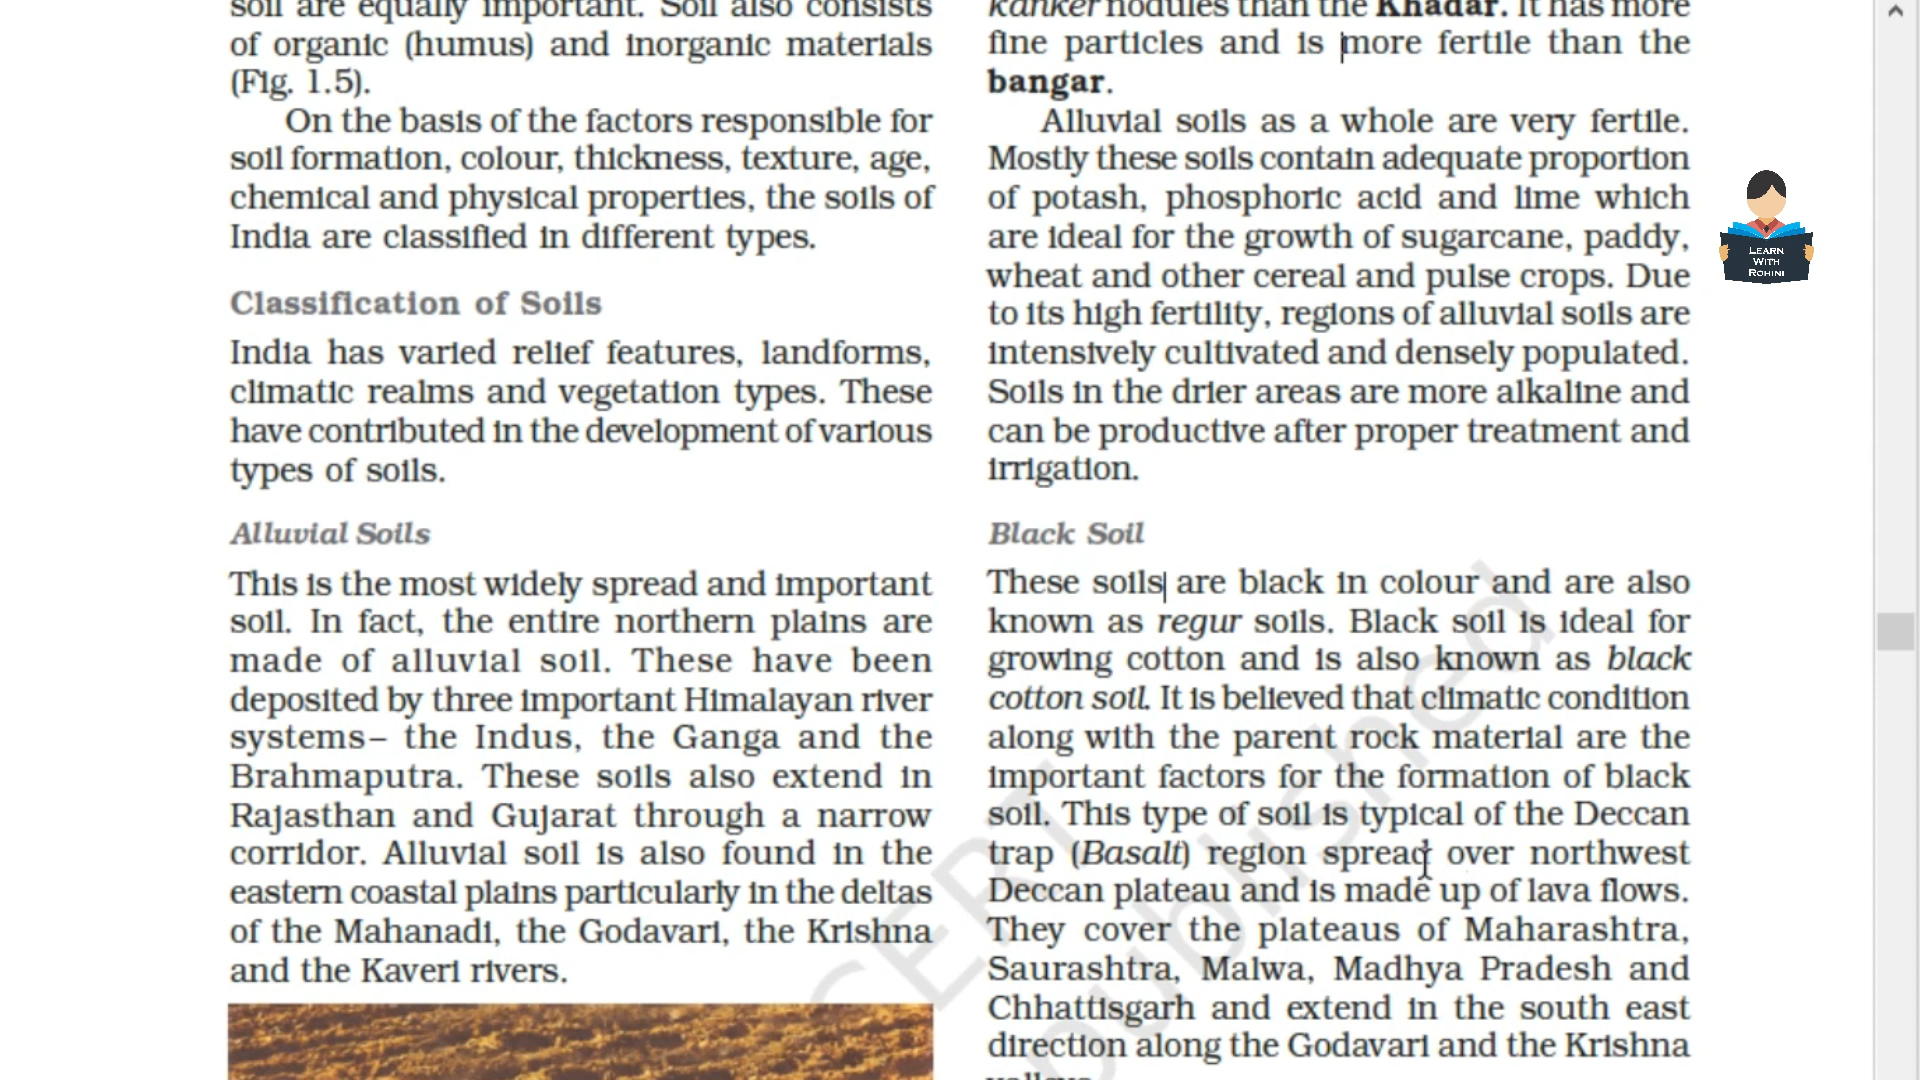 soil are equally important. Soil also consists
of organic (humus) and inorganic materials
(Fig. 1.5).
On the basis of the factors responsible for
soil formation, colour, thickness, texture, age,
chemical and physical properties, the soils of
India are classified in different types.
Classification of Soils
India has varied relief features, landforms,
climatic realms and vegetation types. These
have contributed in the development of various
types of soils.
Alluvial Soils
This is the most widely spread and important
soil. In fact, the entire northern plains are
made of alluvial soil. These have been
deposited by three important Himalayan river
systems– the Indus, the Ganga and the
Brahmaputra. These soils also extend in
Rajasthan and Gujarat through a narrow
corridor. Alluvial soil is also found in the
eastern coastal plains particularly in the deltas
of the Mahanadi, the Godavari, the Krishna
and the Kaveri rivers.
kanker nodules than the Khadar. It has more
fine particles and is more fertile than the
bangar.
Alluvial soils as a whole are very fertile.
Mostly these soils contain adequate proportion
of potash, phosphoric acid and lime which
are ideal for the growth of sugarcane, paddy,
wheat and other cereal and pulse crops. Due
to its high fertility, regions of alluvial soils are
intensively cultivated and densely populated.
Soils in the drier areas are more alkaline and
can be productive after proper treatment and
irrigation.
Black Soil
These soils are black in colour and are also
known as regur soils. Black soil is ideal for
growing cotton and is also known as black
cotton soil. It is believed that climatic condition
along with the parent rock material are the
important factors for the formation of black
soil. This type of soil is typical of the Deccan
trap (Basalt) region spread over northwest
Deccan plateau and is made up of lava flows.
They cover the plateaus of Maharashtra,
Saurashtra, Malwa, Madhya Pradesh and
Chhattisgarh and extend in the south east
direction along the Godavari and the Krishna
LEARN
WITH
ROHINI
CERT
published